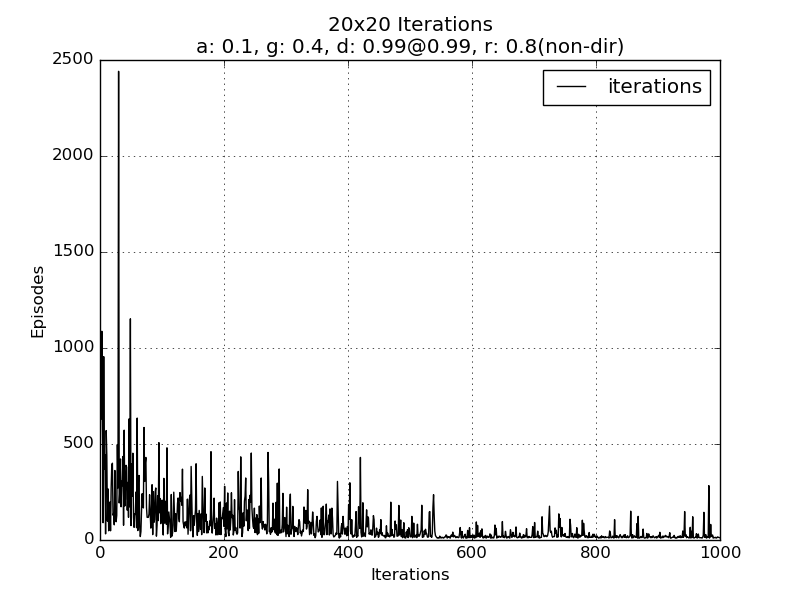 20x20 Iterations
a: 0.1, g: 0.4, d: 0.99@0.99, r: 0.8(non-dir)
iterations
2500
2000
1500
1000
500
0
Episodes
0 200 400 600 800 1000
Iterations